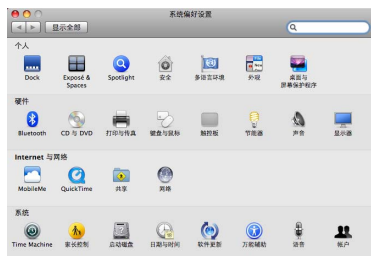 系统偏好设置
显示全部
个人
Dock
Exposé & Spaces
Spotlight
安全
多语言环境
外观
桌面与屏幕保护程序
硬件
Bluetooth
CD 与 DVD
打印与传真
键盘与鼠标
触控板
节能器
声音
显示器
Internet 与网络
MobileMe
QuickTime
共享
网络
系统
Time Machine
家长控制
启动磁盘
日期与时间
软件更新
万能辅助
语音
帐户